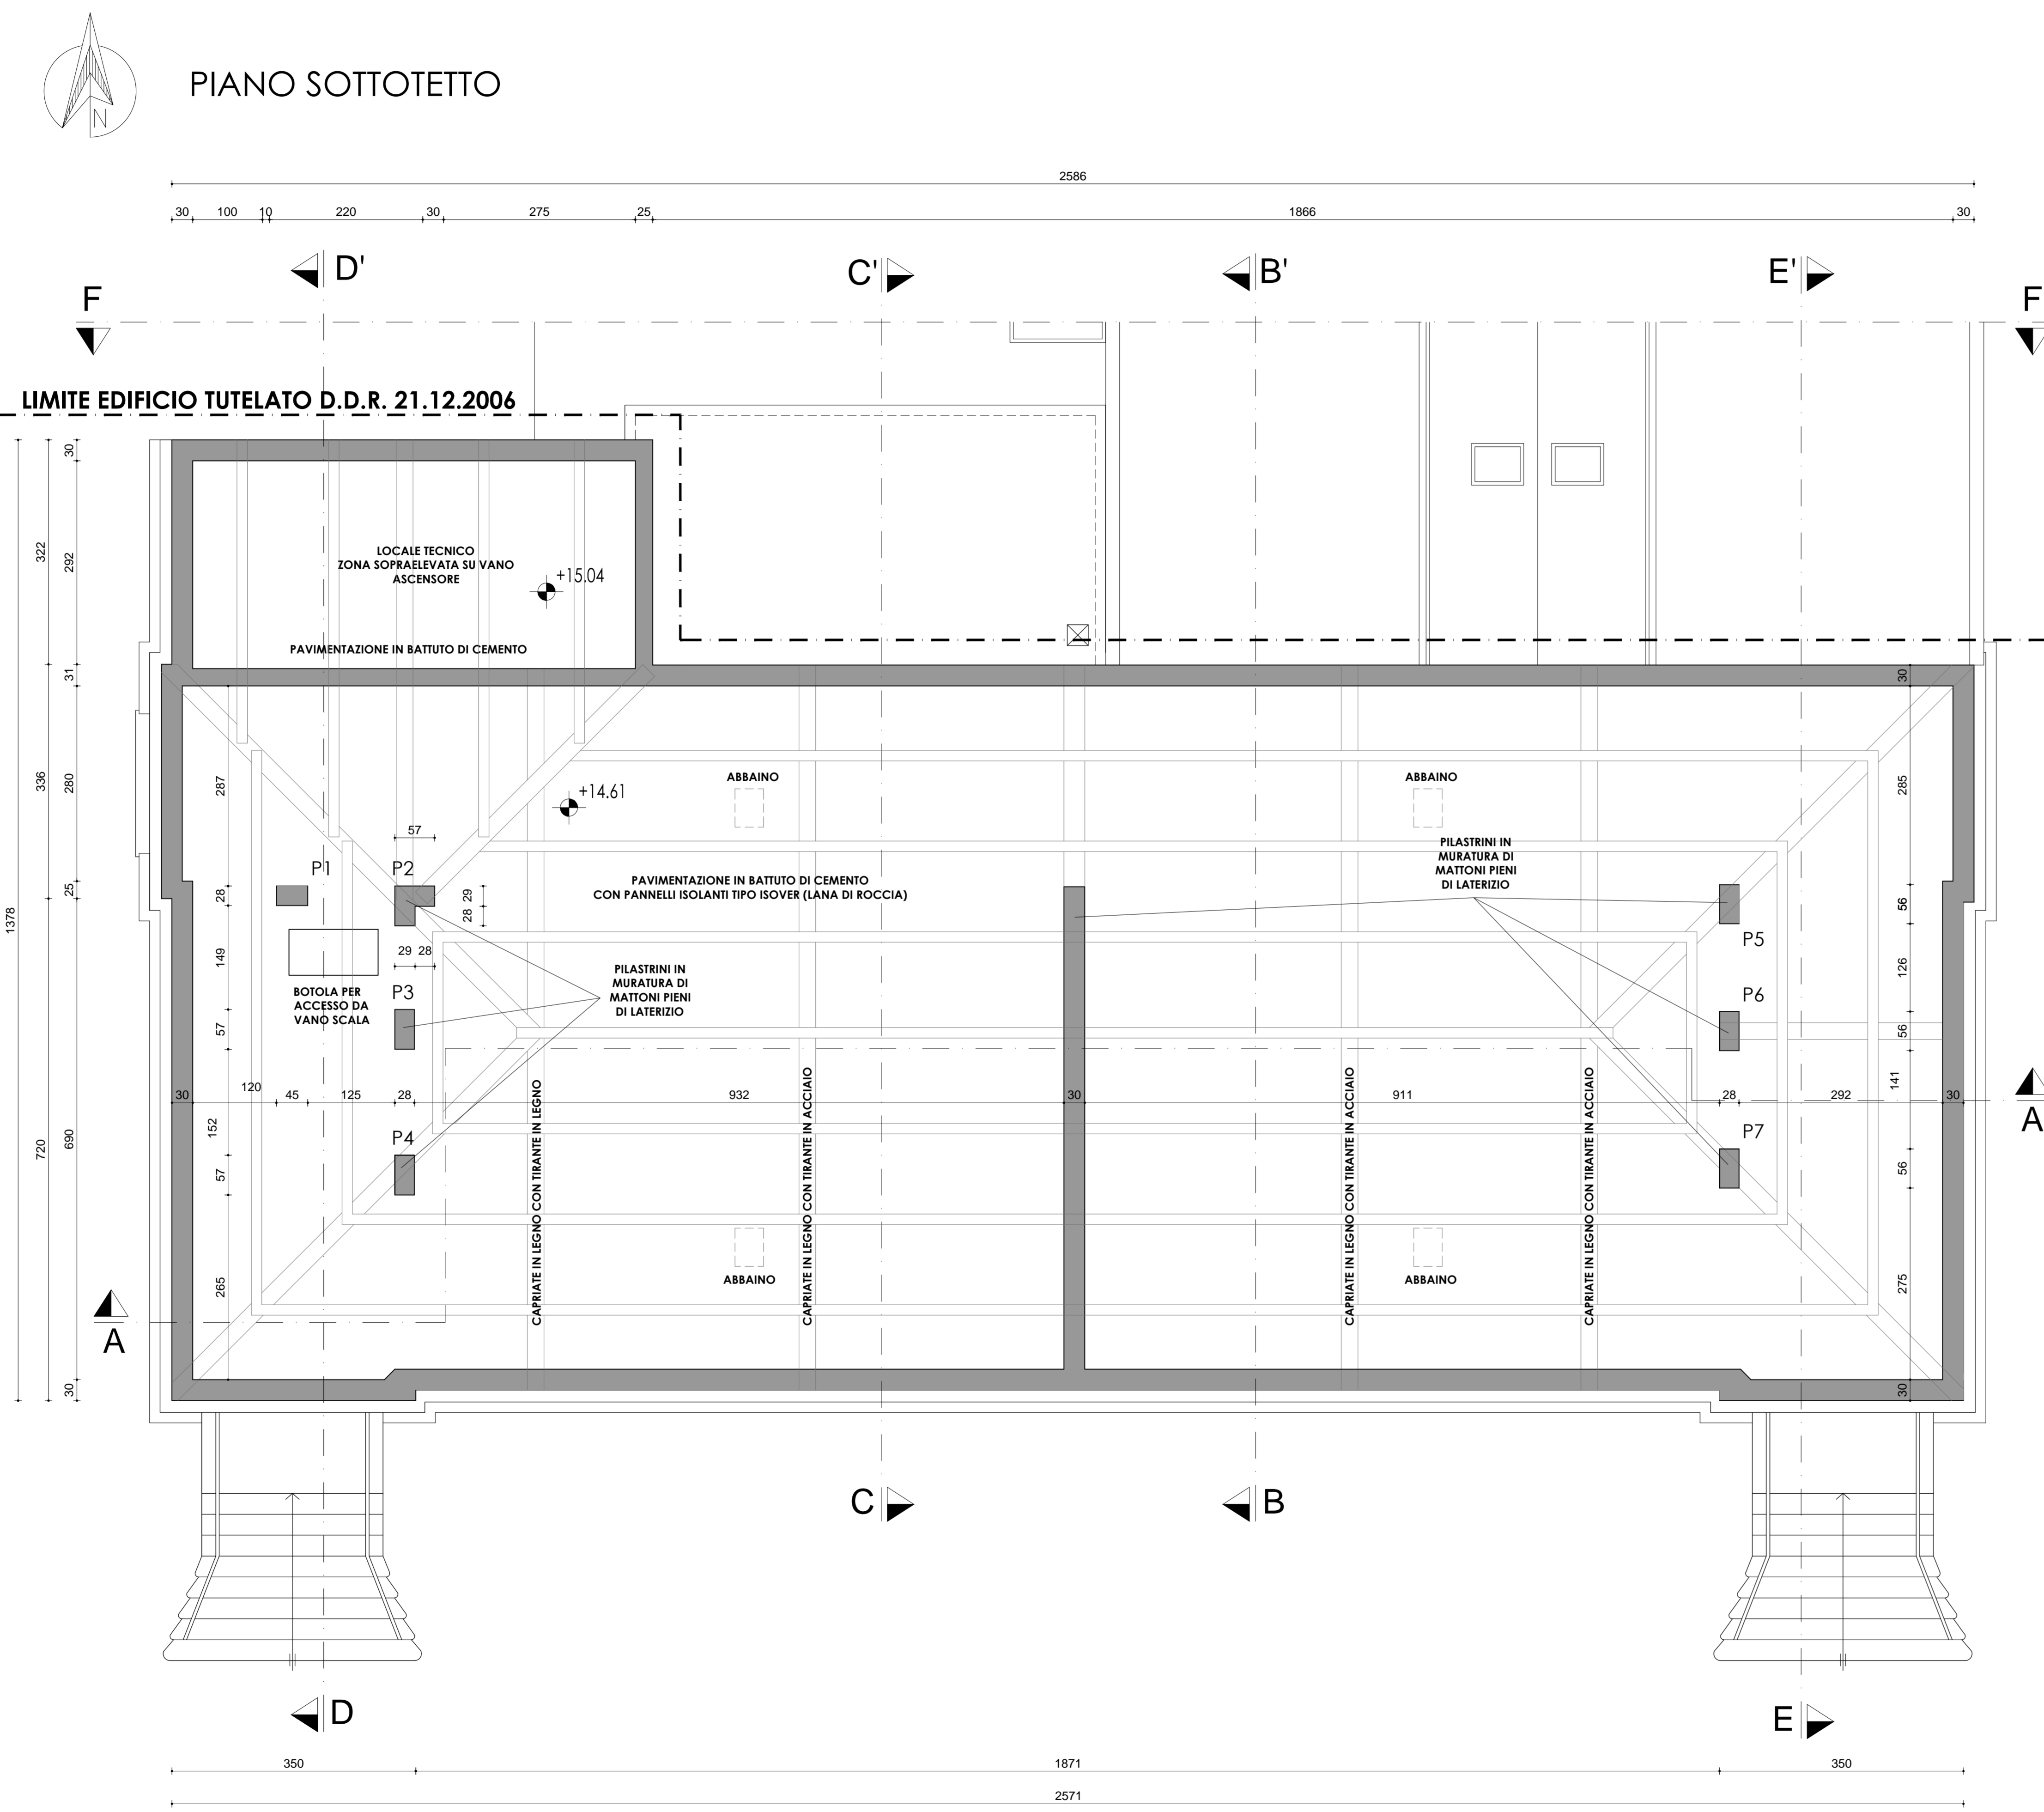 PIANO SOTTOTETTO
N
2586
30 100 10 220 30 275 25 1866 30
D' C' B' E'
F F
LIMITE EDIFICIO TUTELATO D.D.R. 21.12.2006
LOCALE TECNICO
ZONA SOPRAELEVATA SU VANO
ASCENSORE
+15.04
PAVIMENTAZIONE IN BATTUTO DI CEMENTO
1378
322 336 720
30 292 31 280 25 690 30
287 28 149 57 152 57 265
+14.61
ABBAINO
ABBAINO
57
P1
P2
29
28
29 28
PAVIMENTAZIONE IN BATTUTO DI CEMENTO
CON PANNELLI ISOLANTI TIPO ISOVER (LANA DI ROCCIA)
PILASTRINI IN
MURATURA DI
MATTONI PIENI
DI LATERIZIO
BOTOLA PER
ACCESSO DA
VANO SCALA
P3
PILASTRINI IN
MURATURA DI
MATTONI PIENI
DI LATERIZIO
P4
P5
P6
P7
30 285 56 126 56 141 56 275 30
30 120 45 125 28 932 30 911 28 292 30
CAPRIATE IN LEGNO CON TIRANTE IN LEGNO
CAPRIATE IN LEGNO CON TIRANTE IN ACCIAIO
CAPRIATE IN LEGNO CON TIRANTE IN ACCIAIO
CAPRIATE IN LEGNO CON TIRANTE IN ACCIAIO
ABBAINO
ABBAINO
A A
C B
D E
350 1871 350
2571